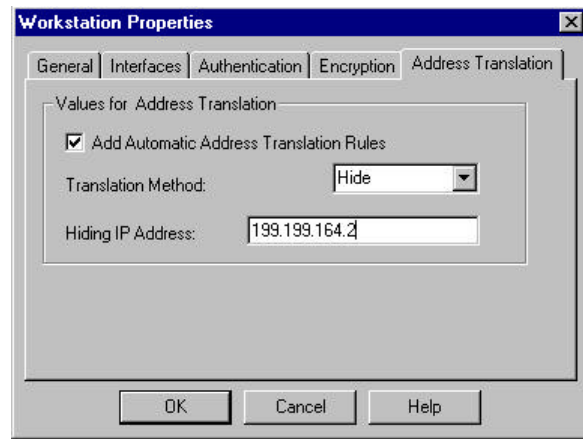 Workstation Properties
General Interfaces Authentication Encryption Address Translation
Values for Address Translation
Add Automatic Address Translation Rules
Translation Method: Hide
Hiding IP Address: 199.199.164.2
OK Cancel Help